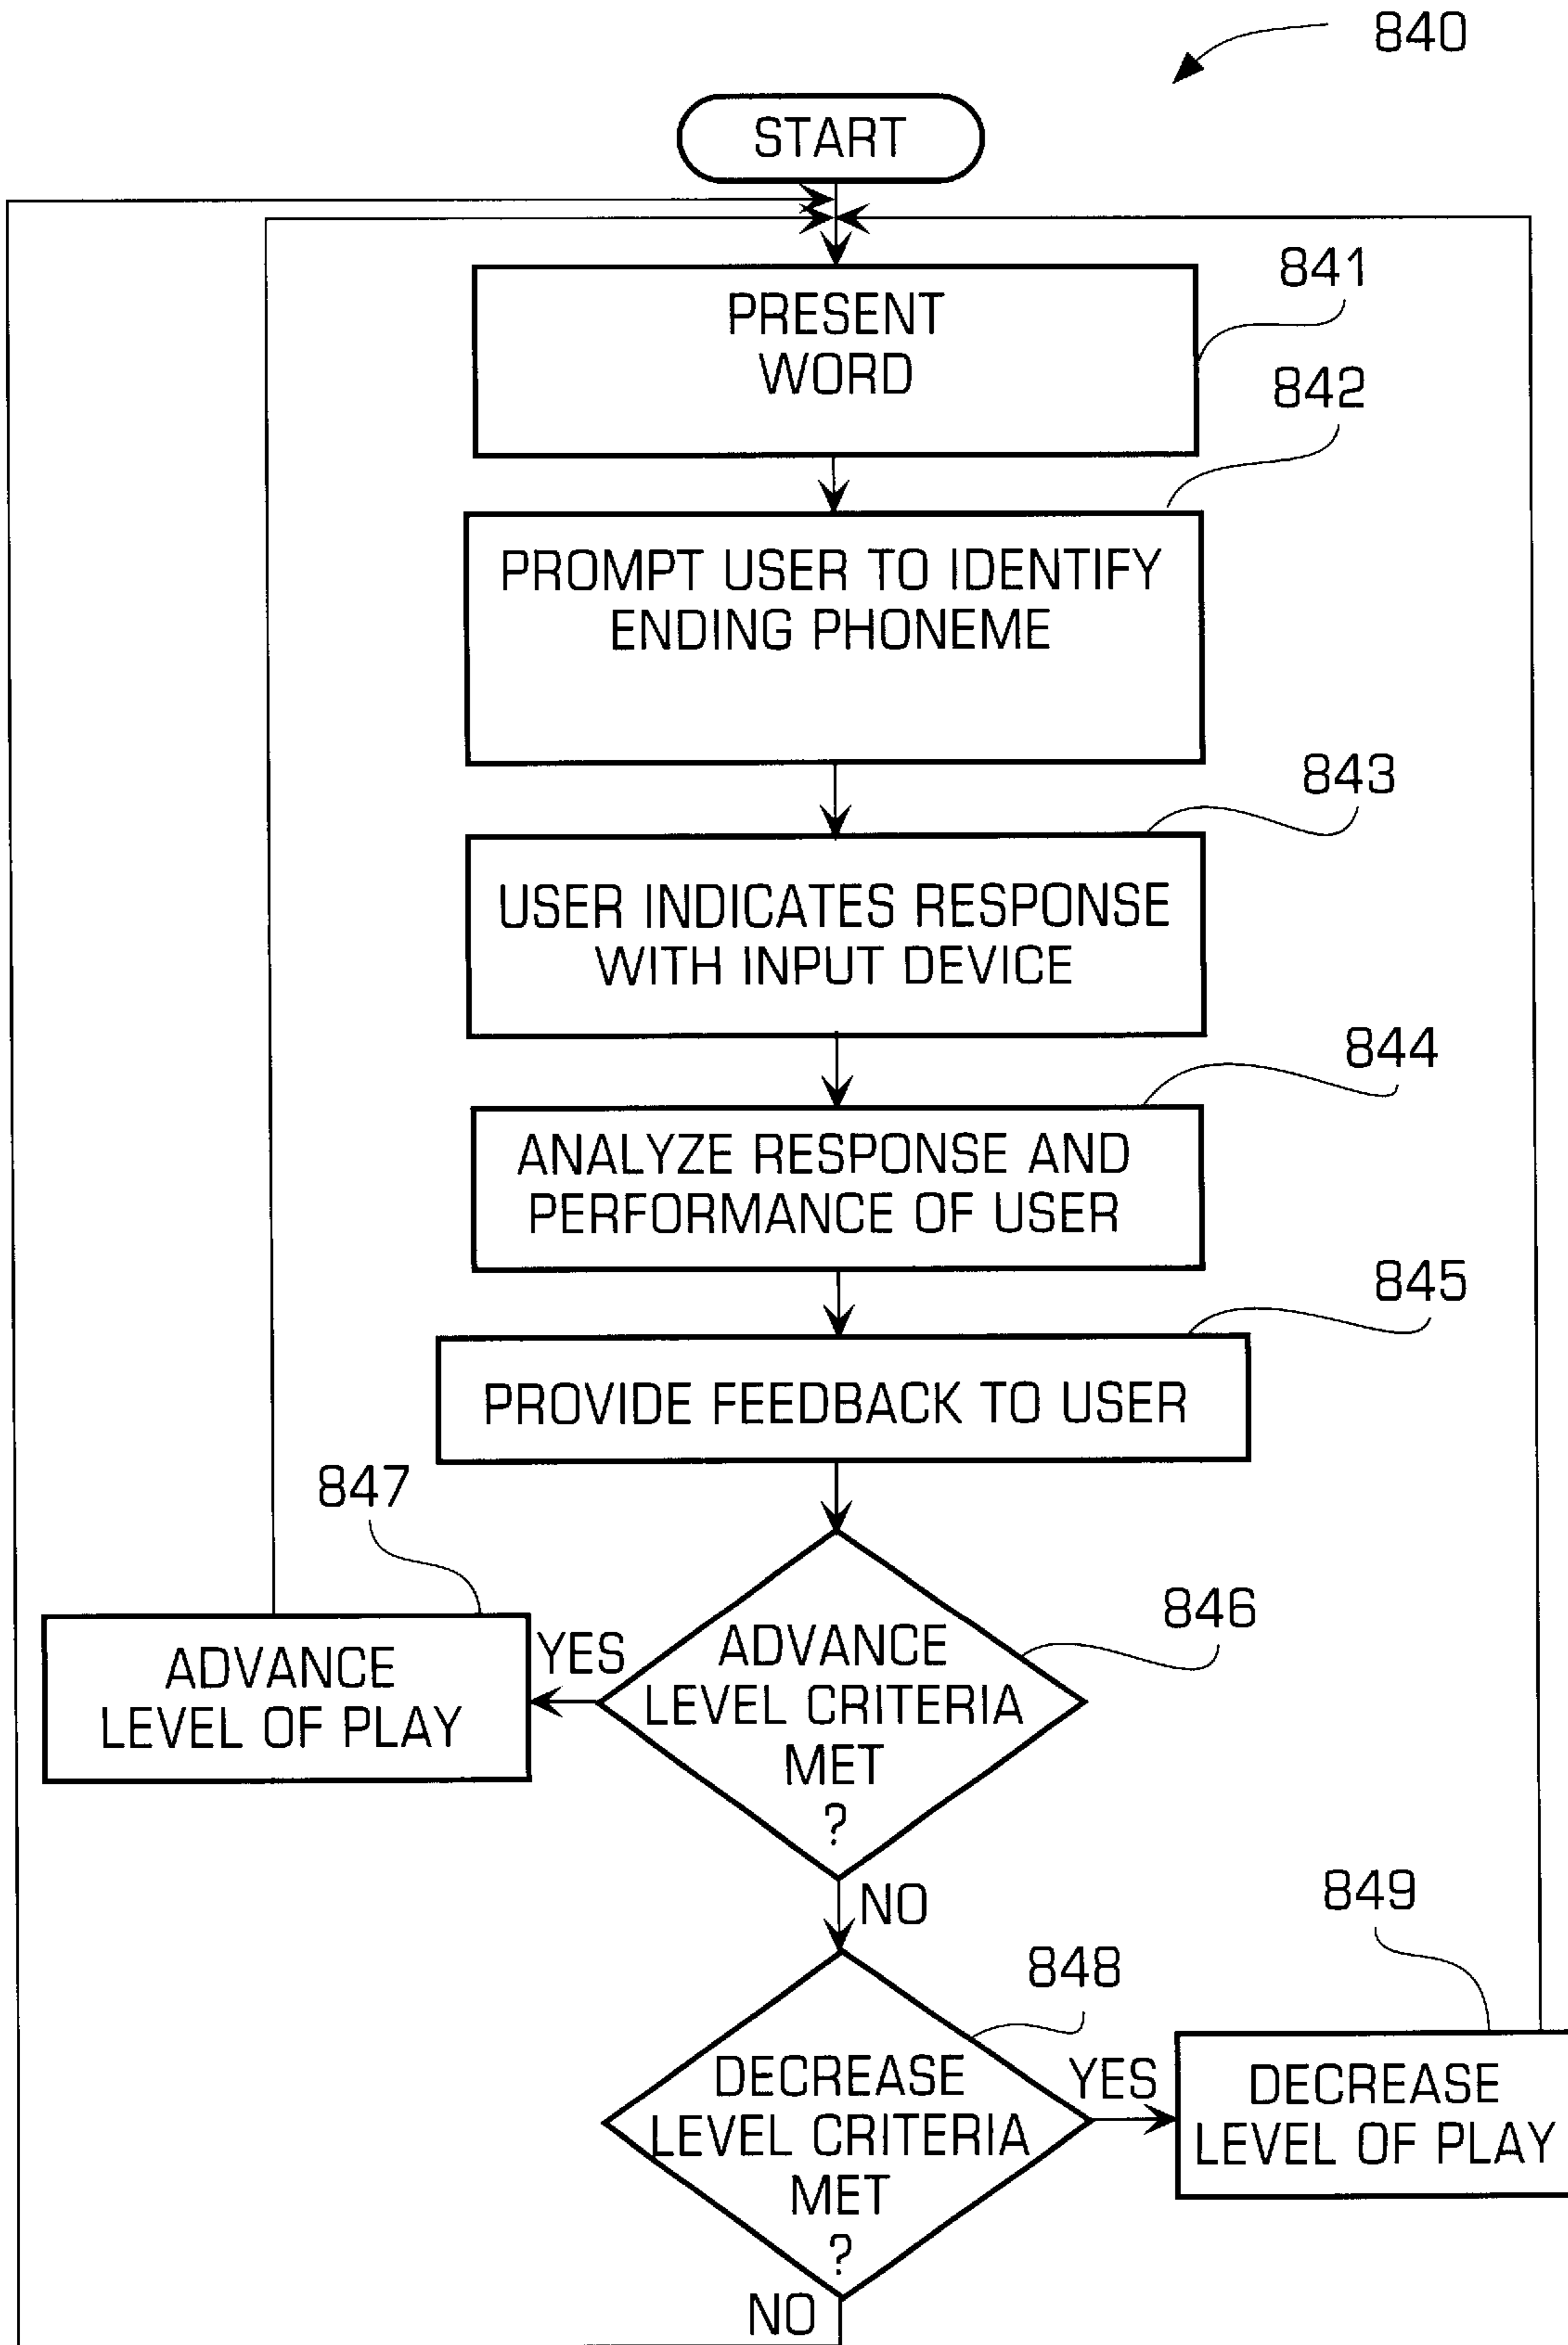 840
START
841
PRESENT
WORD
842
PROMPT USER TO IDENTIFY
ENDING PHONEME
843
USER INDICATES RESPONSE
WITH INPUT DEVICE
844
ANALYZE RESPONSE AND
PERFORMANCE OF USER
845
PROVIDE FEEDBACK TO USER
847
846
ADVANCE
LEVEL OF PLAY
YES
ADVANCE
LEVEL CRITERIA
MET
?
NO
849
848
DECREASE
LEVEL CRITERIA
MET
?
YES
DECREASE
LEVEL OF PLAY
NO